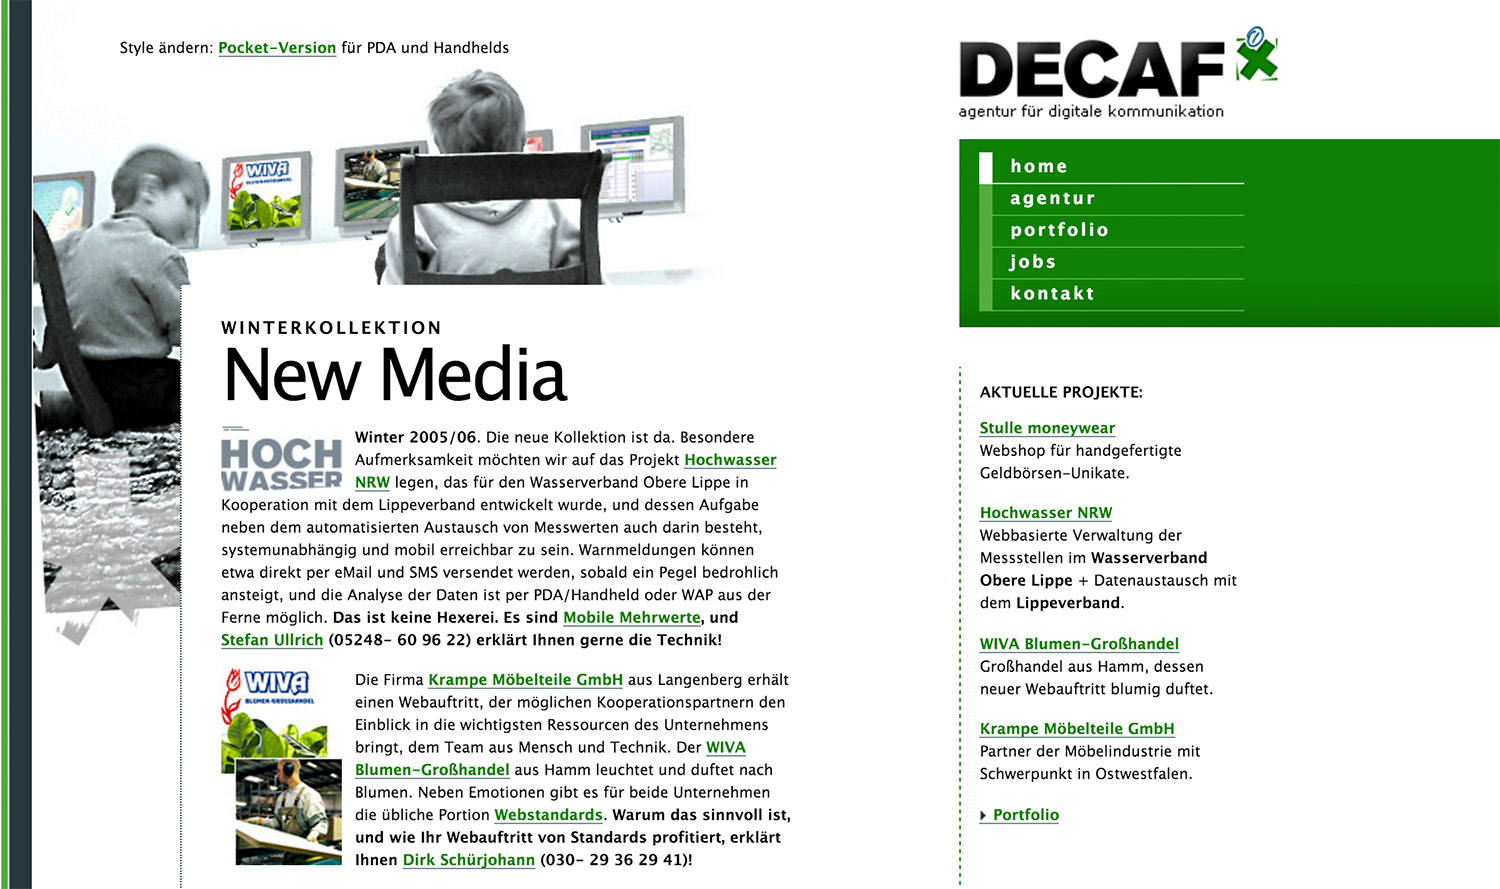 Style ändern: Pocket-Version für PDA und Handhelds
DECAF
agentur für digitale kommunikation
home
agentur
portfolio
jobs
kontakt
WIVA
BLUMEN-GROSSHANDEL
WINTERKOLLEKTION
New Media
HOCH
WASSER
Winter 2005/06. Die neue Kollektion ist da. Besondere
Aufmerksamkeit möchten wir auf das Projekt Hochwasser
NRW legen, das für den Wasserverband Obere Lippe in
Kooperation mit dem Lippeverband entwickelt wurde, und dessen Aufgabe
neben dem automatisierten Austausch von Messwerten auch darin besteht,
systemunabhängig und mobil erreichbar zu sein. Warnmeldungen können
etwa direkt per eMail und SMS versendet werden, sobald ein Pegel bedrohlich
ansteigt, und die Analyse der Daten ist per PDA/Handheld oder WAP aus der
Ferne möglich. Das ist keine Hexerei. Es sind Mobile Mehrwerte, und
Stefan Ullrich (05248- 60 96 22) erklärt Ihnen gerne die Technik!
WIVA
BLUMEN-GROSSHANDEL
Die Firma Krampe Möbelteile GmbH aus Langenberg erhält
einen Webauftritt, der möglichen Kooperationspartnern den
Einblick in die wichtigsten Ressourcen des Unternehmens
bringt, dem Team aus Mensch und Technik. Der WIVA
Blumen-Großhandel aus Hamm leuchtet und duftet nach
Blumen. Neben Emotionen gibt es für beide Unternehmen
die übliche Portion Webstandards. Warum das sinnvoll ist,
und wie Ihr Webauftritt von Standards profitiert, erklärt
Ihnen Dirk Schürjohann (030- 29 36 29 41)!
AKTUELLE PROJEKTE:
Stulle moneywear
Webshop für handgefertigte
Geldbörsen-Unikate.
Hochwasser NRW
Webbasierte Verwaltung der
Messstellen im Wasserverband
Obere Lippe + Datenaustausch mit
dem Lippeverband.
WIVA Blumen-Großhandel
Großhandel aus Hamm, dessen
neuer Webauftritt blumig duftet.
Krampe Möbelteile GmbH
Partner der Möbelindustrie mit
Schwerpunkt in Ostwestfalen.
Portfolio